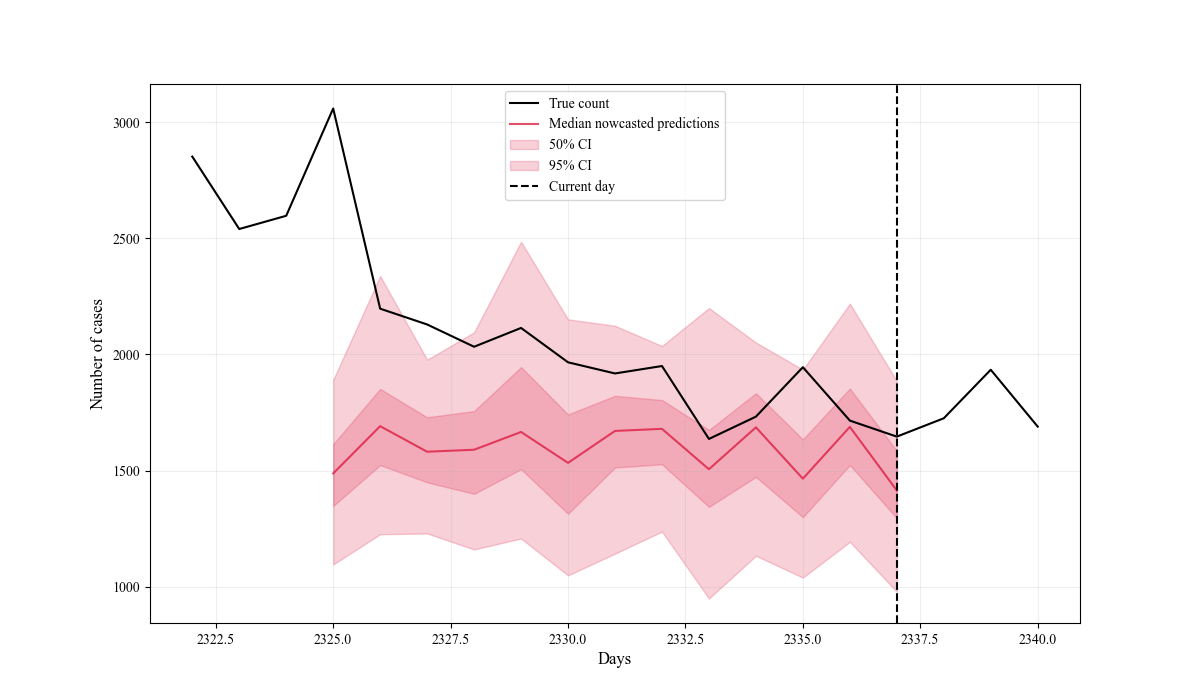 True count
Median nowcasted predictions
50% CI
95% CI
Current day
Number of cases
3000
2500
2000
1500
1000
2322.5 2325.0 2327.5 2330.0 2332.5 2335.0 2337.5 2340.0
Days